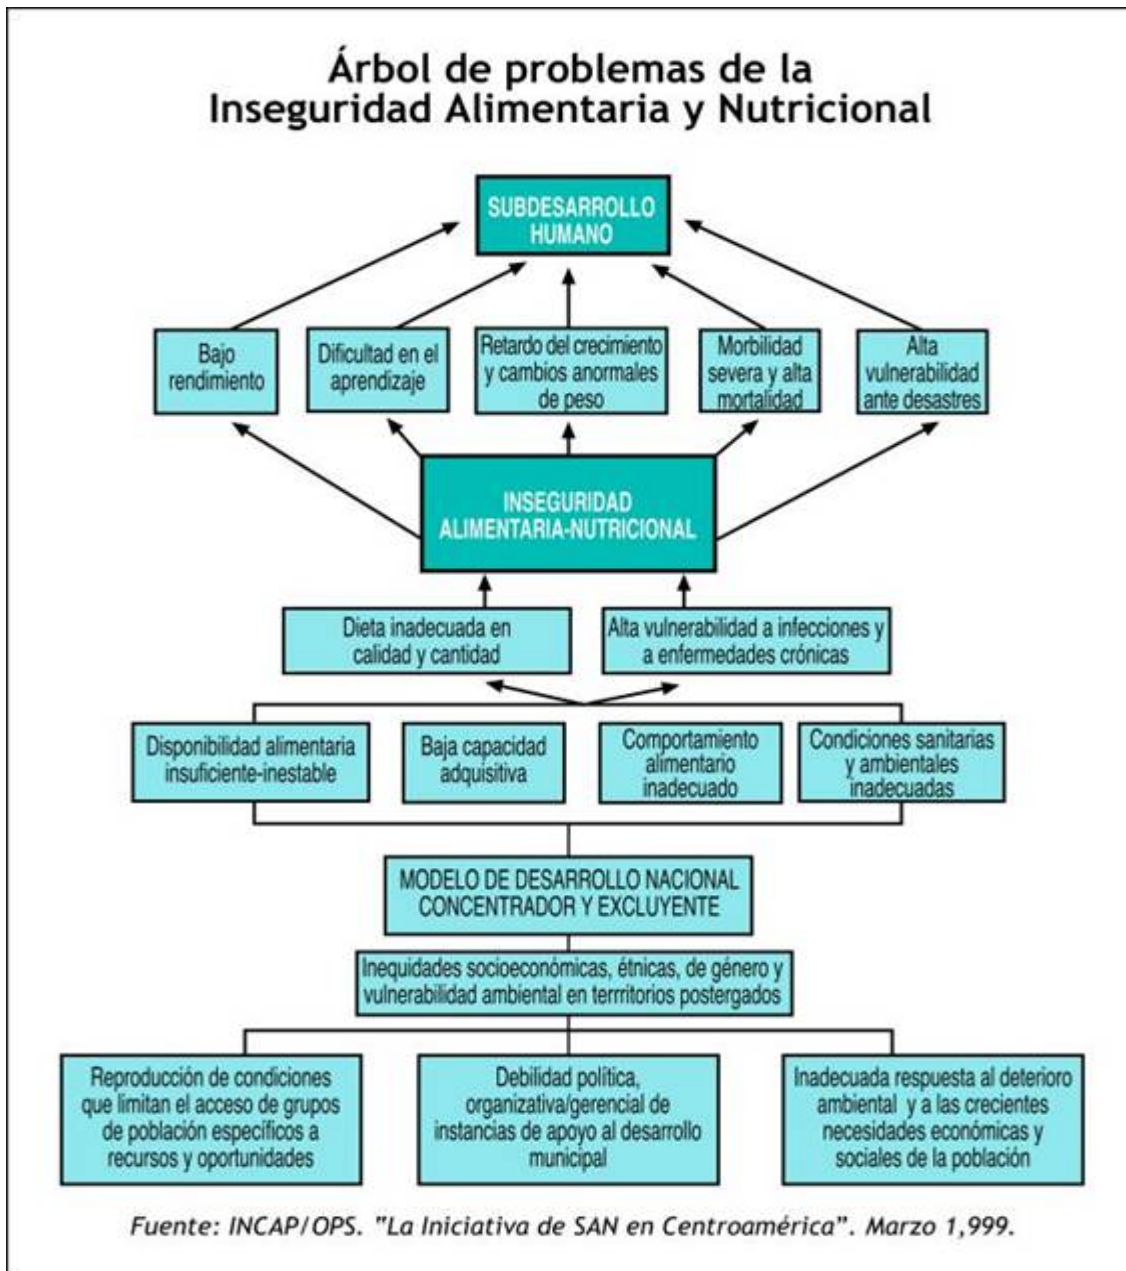 Árbol de problemas de la
Inseguridad Alimentaria y Nutricional
SUBDESARROLLO
HUMANO
Bajo
rendimiento
Dificultad en el
aprendizaje
Retardo del crecimiento
y cambios anormales
de peso
Morbilidad
severa y alta
mortalidad
Alta
vulnerabilidad
ante desastres
INSEGURIDAD
ALIMENTARIA-NUTRICIONAL
Dieta inadecuada en
calidad y cantidad
Alta vulnerabilidad a infecciones y
a enfermedades crónicas
Disponibilidad alimentaria
insuficiente-inestable
Baja capacidad
adquisitiva
Comportamiento
alimentario
inadecuado
Condiciones sanitarias
y ambientales
inadecuadas
MODELO DE DESARROLLO NACIONAL
CONCENTRADOR Y EXCLUYENTE
Inequidades socioeconómicas, étnicas, de género y
vulnerabilidad ambiental en terrritorios postergados
Reproducción de condiciones
que limitan el acceso de grupos
de población específicos a
recursos y oportunidades
Debilidad política,
organizativa/gerencial de
instancias de apoyo al desarrollo
municipal
Inadecuada respuesta al deterioro
ambiental y a las crecientes
necesidades económicas y
sociales de la población
Fuente: INCAP/OPS. "La Iniciativa de SAN en Centroamérica". Marzo 1,999.